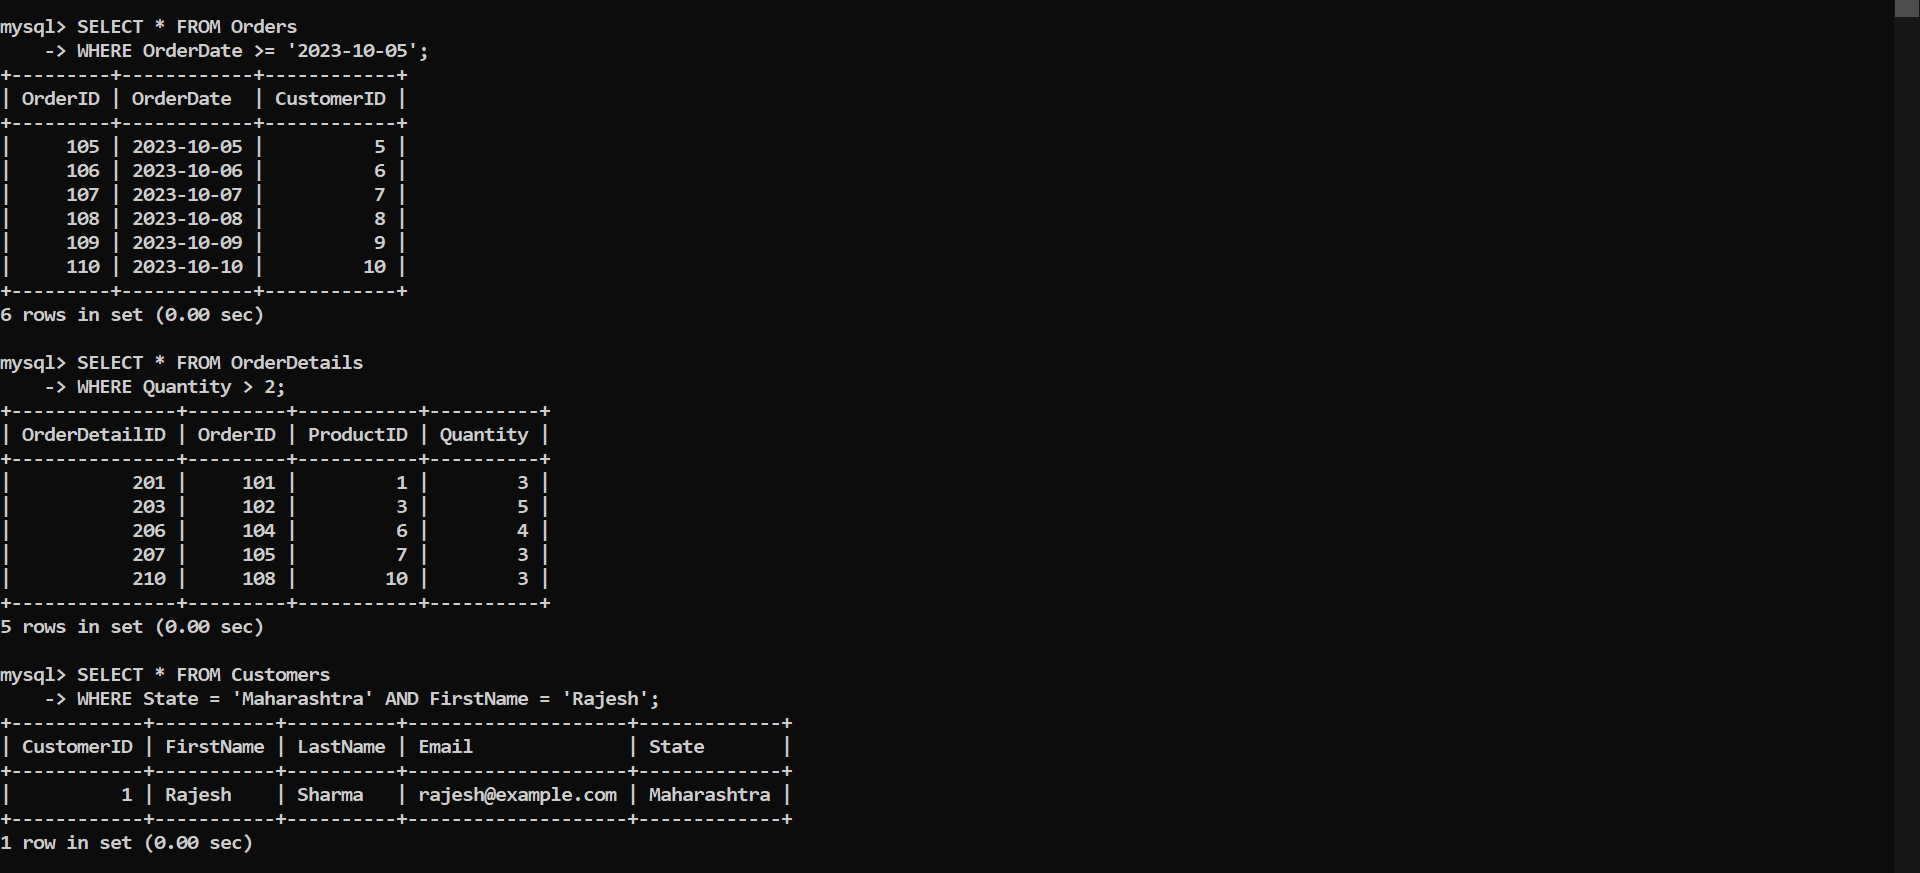 mysql> SELECT * FROM Orders
    -> WHERE OrderDate >= '2023-10-05';
+---------+------------+------------+
| OrderID | OrderDate  | CustomerID |
+---------+------------+------------+
|     105 | 2023-10-05 |          5 |
|     106 | 2023-10-06 |          6 |
|     107 | 2023-10-07 |          7 |
|     108 | 2023-10-08 |          8 |
|     109 | 2023-10-09 |          9 |
|     110 | 2023-10-10 |         10 |
+---------+------------+------------+
6 rows in set (0.00 sec)

mysql> SELECT * FROM OrderDetails
    -> WHERE Quantity > 2;
+---------------+---------+-----------+----------+
| OrderDetailID | OrderID | ProductID | Quantity |
+---------------+---------+-----------+----------+
|           201 |     101 |         1 |        3 |
|           203 |     102 |         3 |        5 |
|           206 |     104 |         6 |        4 |
|           207 |     105 |         7 |        3 |
|           210 |     108 |        10 |        3 |
+---------------+---------+-----------+----------+
5 rows in set (0.00 sec)

mysql> SELECT * FROM Customers
    -> WHERE State = 'Maharashtra' AND FirstName = 'Rajesh';
+------------+-----------+----------+--------------------+-------------+
| CustomerID | FirstName | LastName | Email              | State       |
+------------+-----------+----------+--------------------+-------------+
|          1 | Rajesh    | Sharma   | rajesh@example.com | Maharashtra |
+------------+-----------+----------+--------------------+-------------+
1 row in set (0.00 sec)